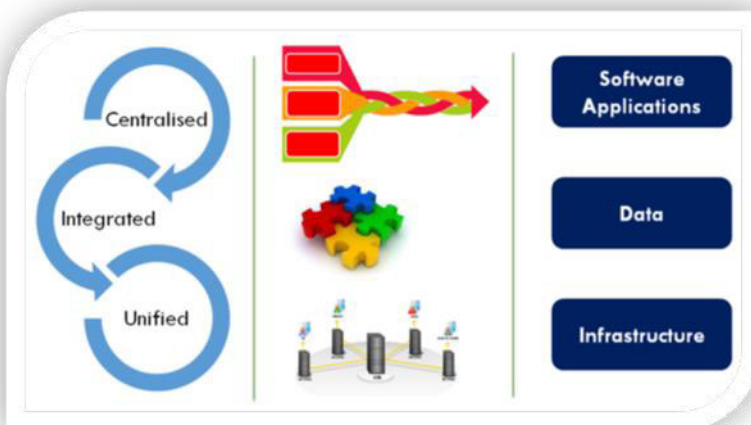 Centralised
Integrated
Unified
Software
Applications
Data
Infrastructure